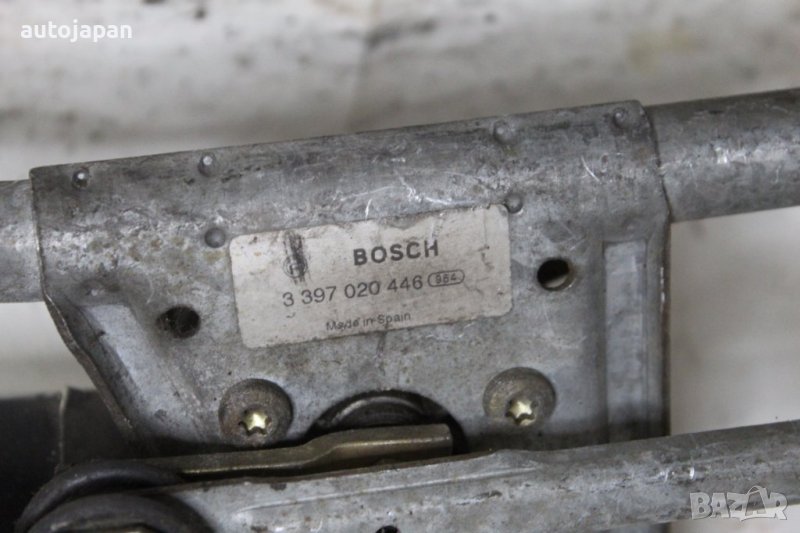 autojapan
BOSCH
3 397 020 446 984
Made in Spain
BAZAR